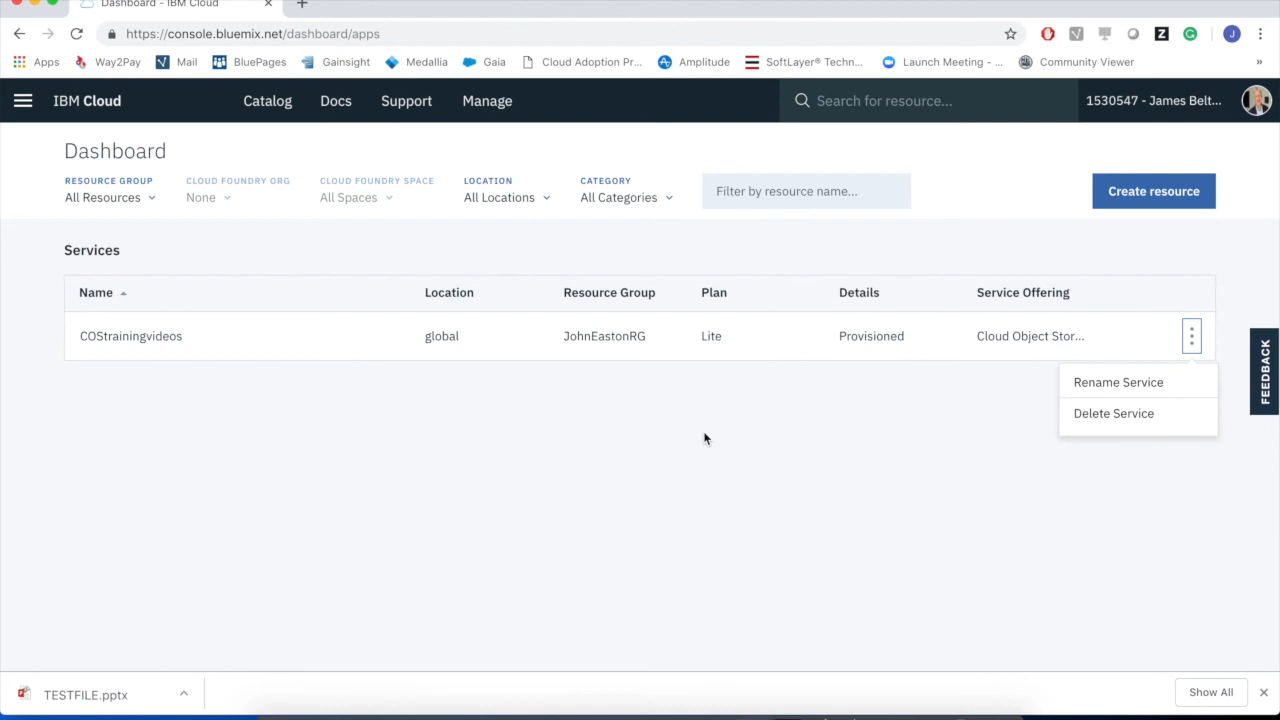 Dashboard - IBM Cloud
https://console.bluemix.net/dashboard/apps
Apps Way2Pay Mail BluePages Gainsight Medallia Gaia Cloud Adoption Pr... Amplitude SoftLayer® Techn... Launch Meeting - ... Community Viewer »
IBM Cloud Catalog Docs Support Manage Search for resource... 1530547 - James Belt...
Dashboard
RESOURCE GROUP CLOUD FOUNDRY ORG CLOUD FOUNDRY SPACE LOCATION CATEGORY
All Resources None All Spaces All Locations All Categories Filter by resource name... Create resource
Services
Name Location Resource Group Plan Details Service Offering
COStrainingvideos global JohnEastonRG Lite Provisioned Cloud Object Stor...
Rename Service
Delete Service
FEEDBACK
TESTFILE.pptx Show All